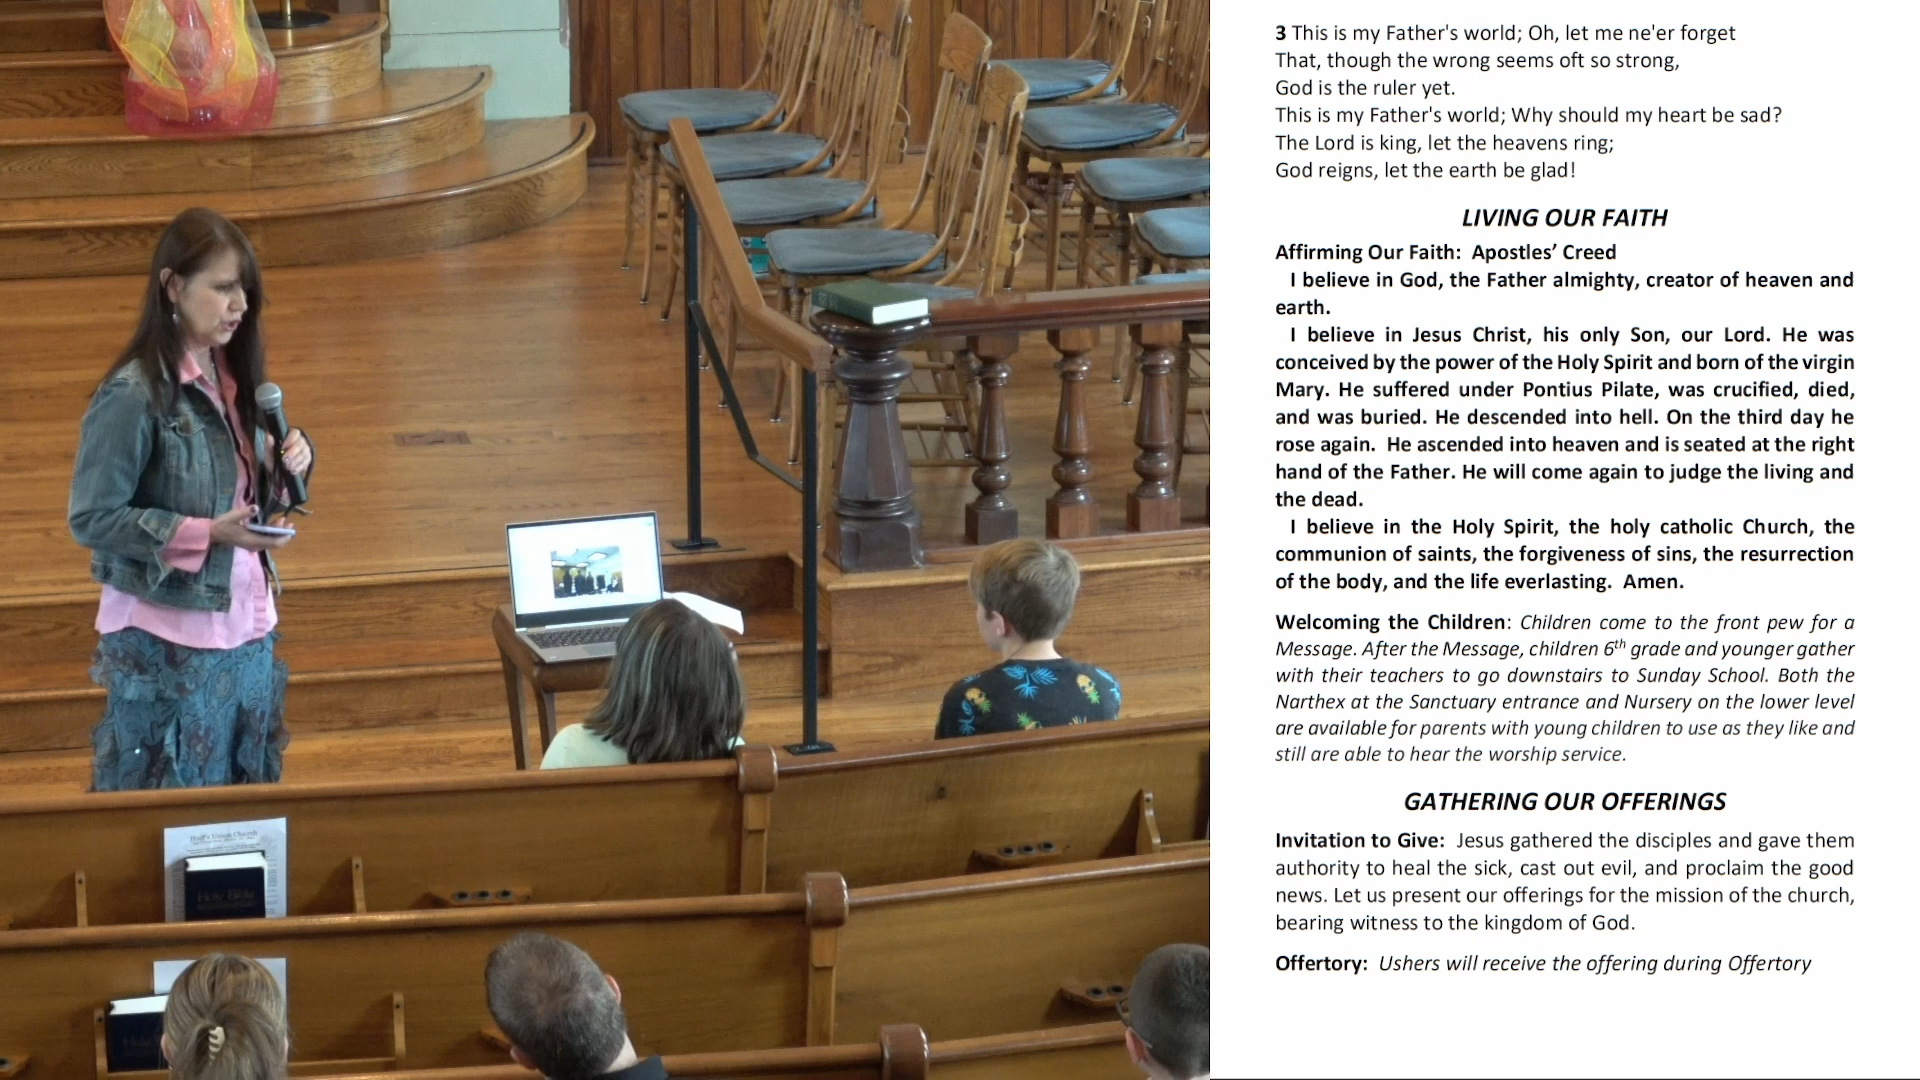 Hoff's Union Church
Holy Bible
3 This is my Father's world; Oh, let me ne'er forget
That, though the wrong seems oft so strong,
God is the ruler yet.
This is my Father's world; Why should my heart be sad?
The Lord is king, let the heavens ring;
God reigns, let the earth be glad!
LIVING OUR FAITH
Affirming Our Faith:  Apostles’ Creed
I believe in God, the Father almighty, creator of heaven and
earth.
I believe in Jesus Christ, his only Son, our Lord. He was
conceived by the power of the Holy Spirit and born of the virgin
Mary. He suffered under Pontius Pilate, was crucified, died,
and was buried. He descended into hell. On the third day he
rose again.  He ascended into heaven and is seated at the right
hand of the Father. He will come again to judge the living and
the dead.
I believe in the Holy Spirit, the holy catholic Church, the
communion of saints, the forgiveness of sins, the resurrection
of the body, and the life everlasting.  Amen.
Welcoming the Children: Children come to the front pew for a
Message. After the Message, children 6th grade and younger gather
with their teachers to go downstairs to Sunday School. Both the
Narthex at the Sanctuary entrance and Nursery on the lower level
are available for parents with young children to use as they like and
still are able to hear the worship service.
GATHERING OUR OFFERINGS
Invitation to Give:  Jesus gathered the disciples and gave them
authority to heal the sick, cast out evil, and proclaim the good
news. Let us present our offerings for the mission of the church,
bearing witness to the kingdom of God.
Offertory:  Ushers will receive the offering during Offertory